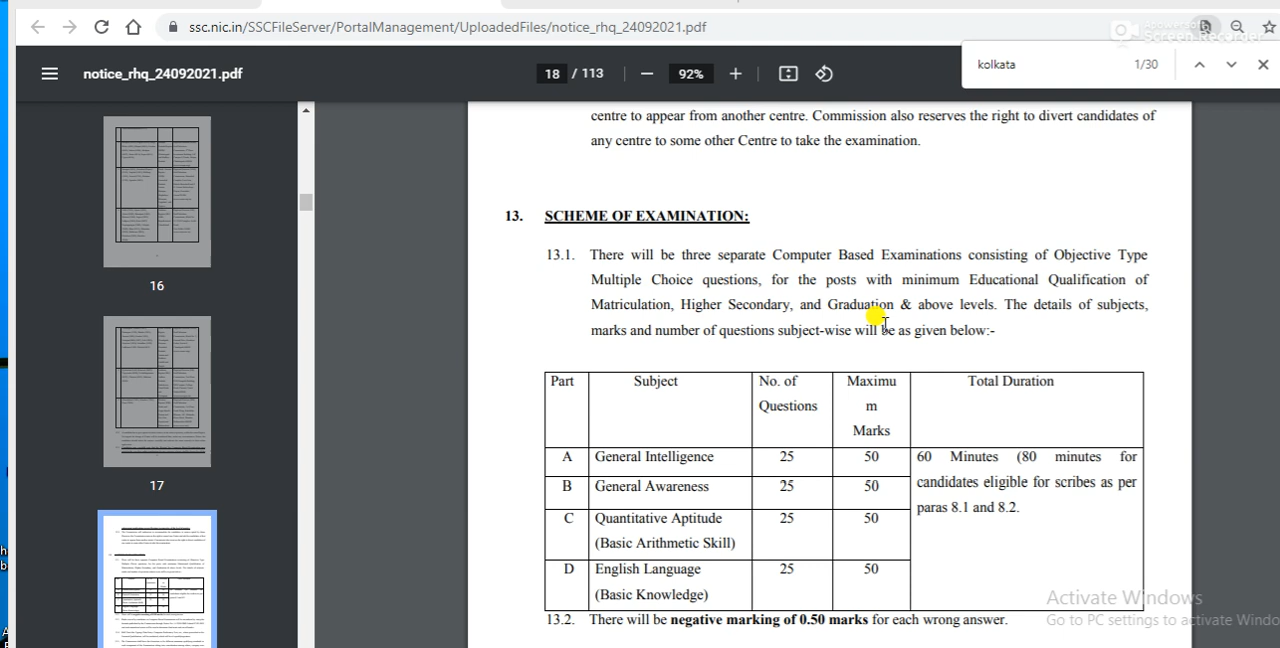 ssc.nic.in/SSCFileServer/PortalManagement/UploadedFiles/notice_rhq_24092021.pdf
Screen Recorder
notice_rhq_24092021.pdf
18 / 113
92%
kolkata
1/30
16
17
centre to appear from another centre. Commission also reserves the right to divert candidates of
any centre to some other Centre to take the examination.
13. SCHEME OF EXAMINATION:
13.1. There will be three separate Computer Based Examinations consisting of Objective Type
Multiple Choice questions, for the posts with minimum Educational Qualification of
Matriculation, Higher Secondary, and Graduation & above levels. The details of subjects,
marks and number of questions subject-wise will be as given below:-
Part Subject No. of Maximu Total Duration
Questions m
Marks
A General Intelligence 25 50 60 Minutes (80 minutes for
B General Awareness 25 50 candidates eligible for scribes as per
paras 8.1 and 8.2.
C Quantitative Aptitude 25 50
(Basic Arithmetic Skill)
D English Language 25 50
(Basic Knowledge)
13.2. There will be negative marking of 0.50 marks for each wrong answer.
Activate Windows
Go to PC settings to activate Windo